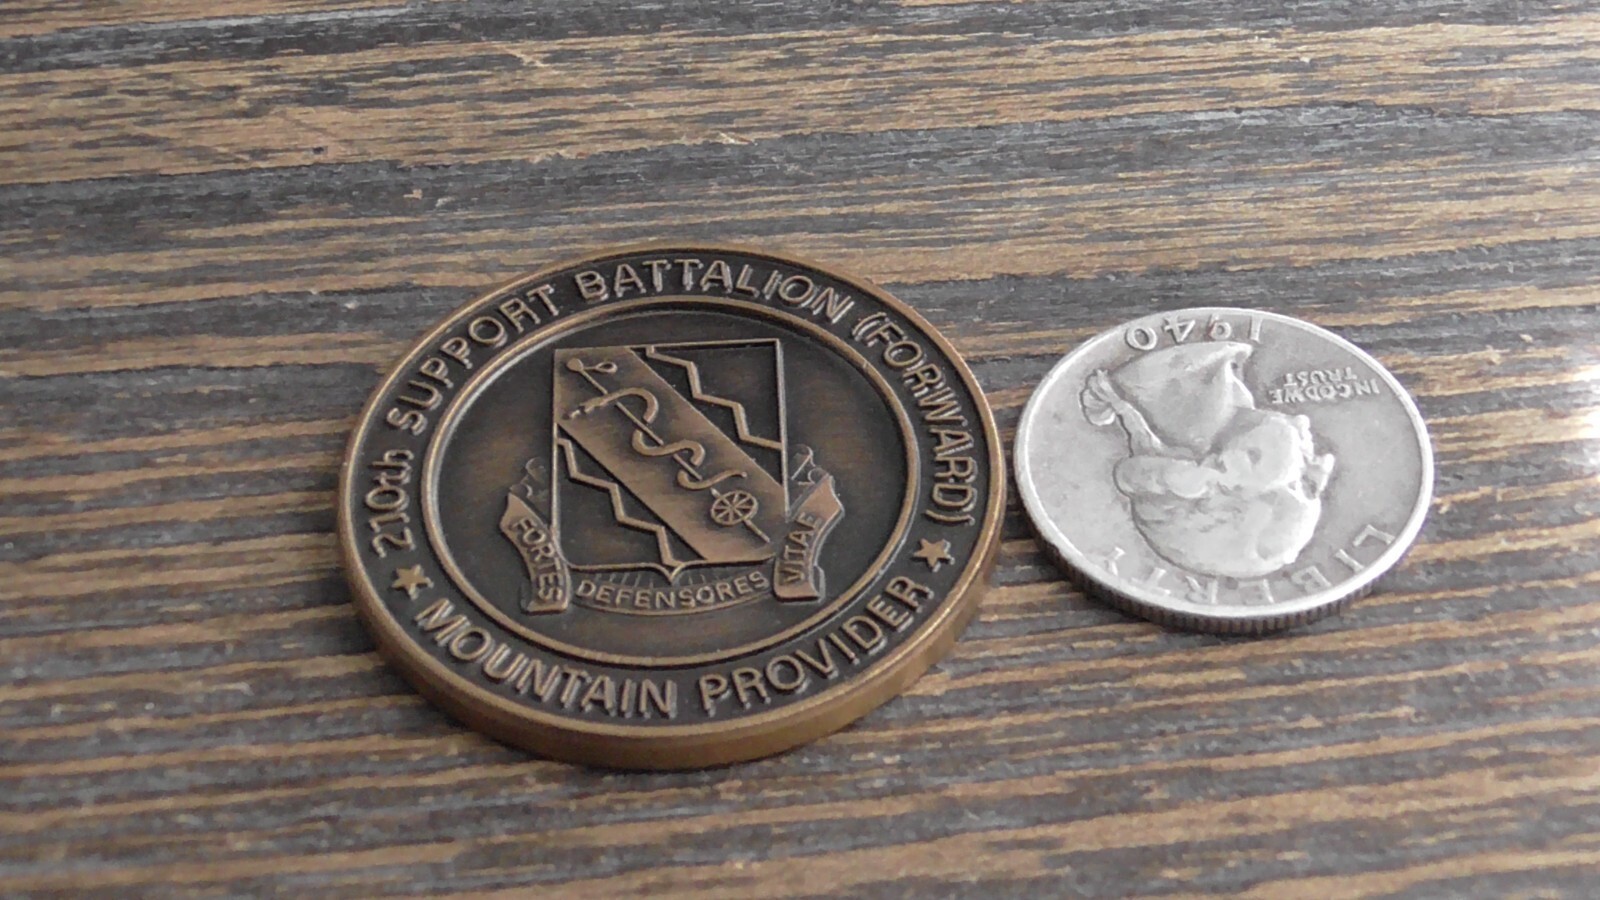 210th SUPPORT BATTALION (FORWARD)
FORTES DEFENSORES VITAE
MOUNTAIN PROVIDER
LIBERTY
IN GOD WE
TRUST
1940